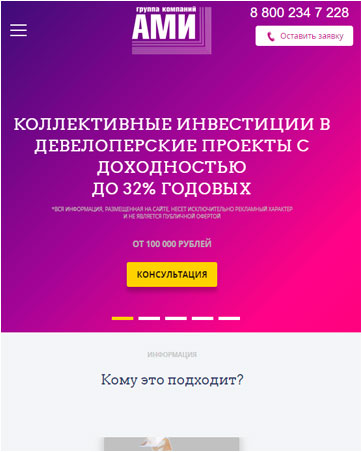 группа компаний
АМИ
8 800 234 7 228
Оставить заявку
КОЛЛЕКТИВНЫЕ ИНВЕСТИЦИИ В
ДЕВЕЛОПЕРСКИЕ ПРОЕКТЫ С
ДОХОДНОСТЬЮ
ДО 32% ГОДОВЫХ
*ВСЯ ИНФОРМАЦИЯ, РАЗМЕЩЕННАЯ НА САЙТЕ, НЕСЕТ ИСКЛЮЧИТЕЛЬНО РЕКЛАМНЫЙ ХАРАКТЕР
И НЕ ЯВЛЯЕТСЯ ПУБЛИЧНОЙ ОФЕРТОЙ
ОТ 100 000 РУБЛЕЙ
КОНСУЛЬТАЦИЯ
ИНФОРМАЦИЯ
Кому это подходит?